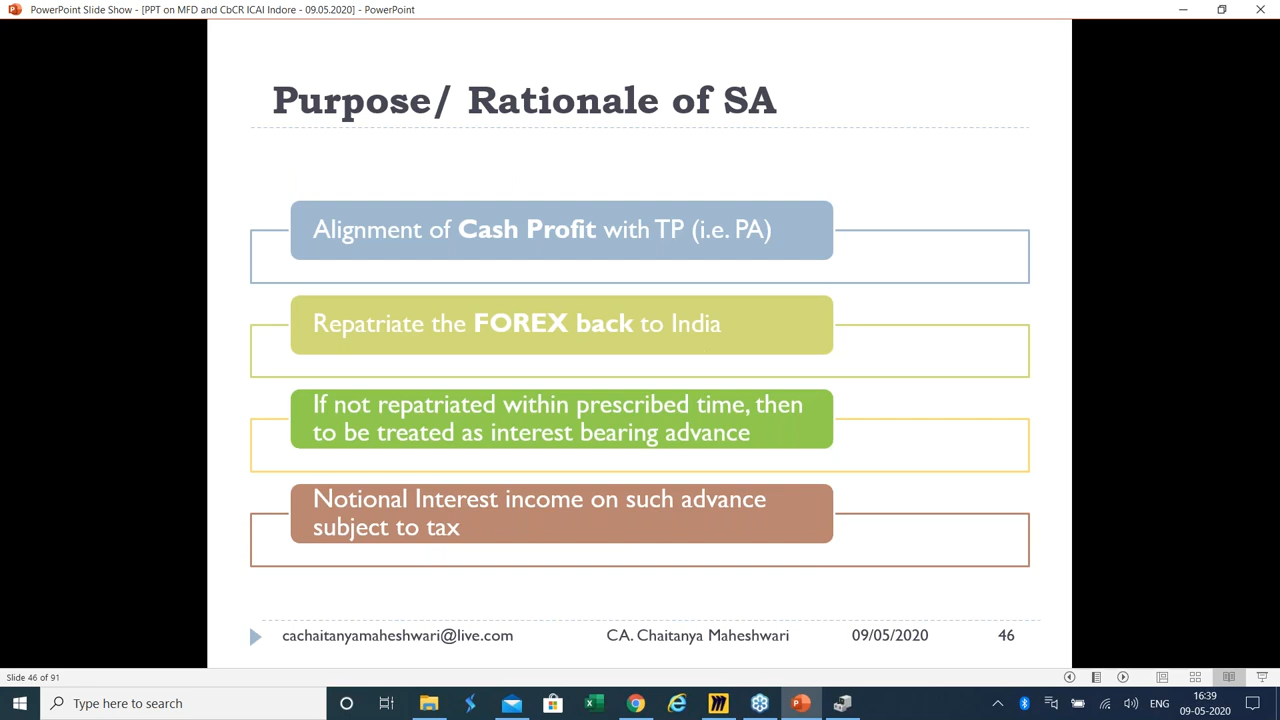 PowerPoint Slide Show - [PPT on MFD and CbCR ICAI Indore - 09.05.2020] - PowerPoint
Purpose/ Rationale of SA
Alignment of Cash Profit with TP (i.e. PA)
Repatriate the FOREX back to India
If not repatriated within prescribed time, then
to be treated as interest bearing advance
Notional Interest income on such advance
subject to tax
cachaitanyamaheshwari@live.com CA. Chaitanya Maheshwari 09/05/2020 46
Slide 46 of 91
Type here to search
ENG
16:39
09-05-2020